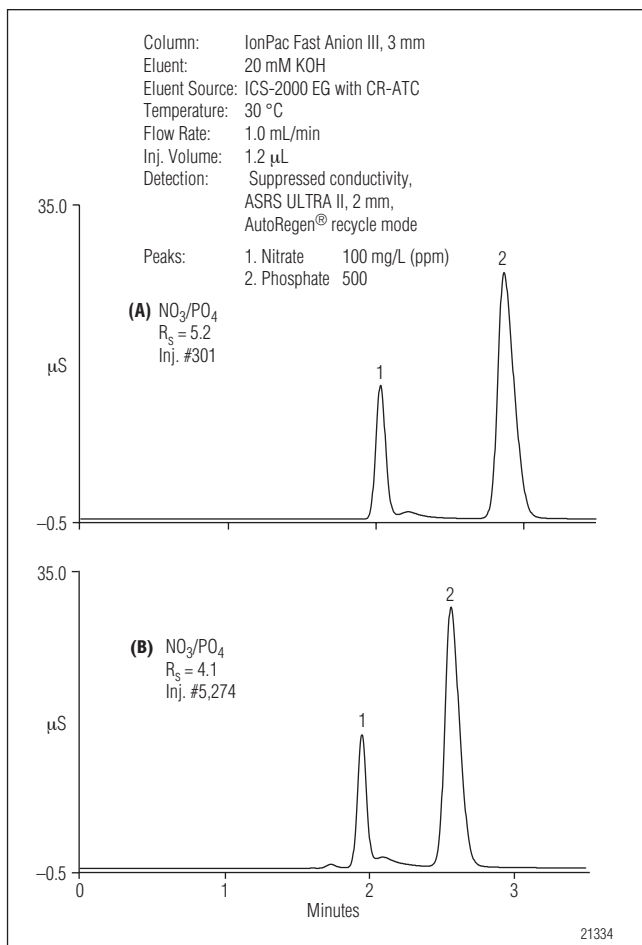 Column: IonPac Fast Anion III, 3 mm
Eluent: 20 mM KOH
Eluent Source: ICS-2000 EG with CR-ATC
Temperature: 30 °C
Flow Rate: 1.0 mL/min
Inj. Volume: 1.2 µL
Detection: Suppressed conductivity,
ASRS ULTRA II, 2 mm,
AutoRegen® recycle mode
Peaks: 1. Nitrate 100 mg/L (ppm)
2. Phosphate 500
35.0
(A) NO3/PO4
Rs = 5.2
Inj. #301
µS
1
2
–0.5
35.0
(B) NO3/PO4
Rs = 4.1
Inj. #5,274
µS
1
2
–0.5
0 1 2 3
Minutes
21334